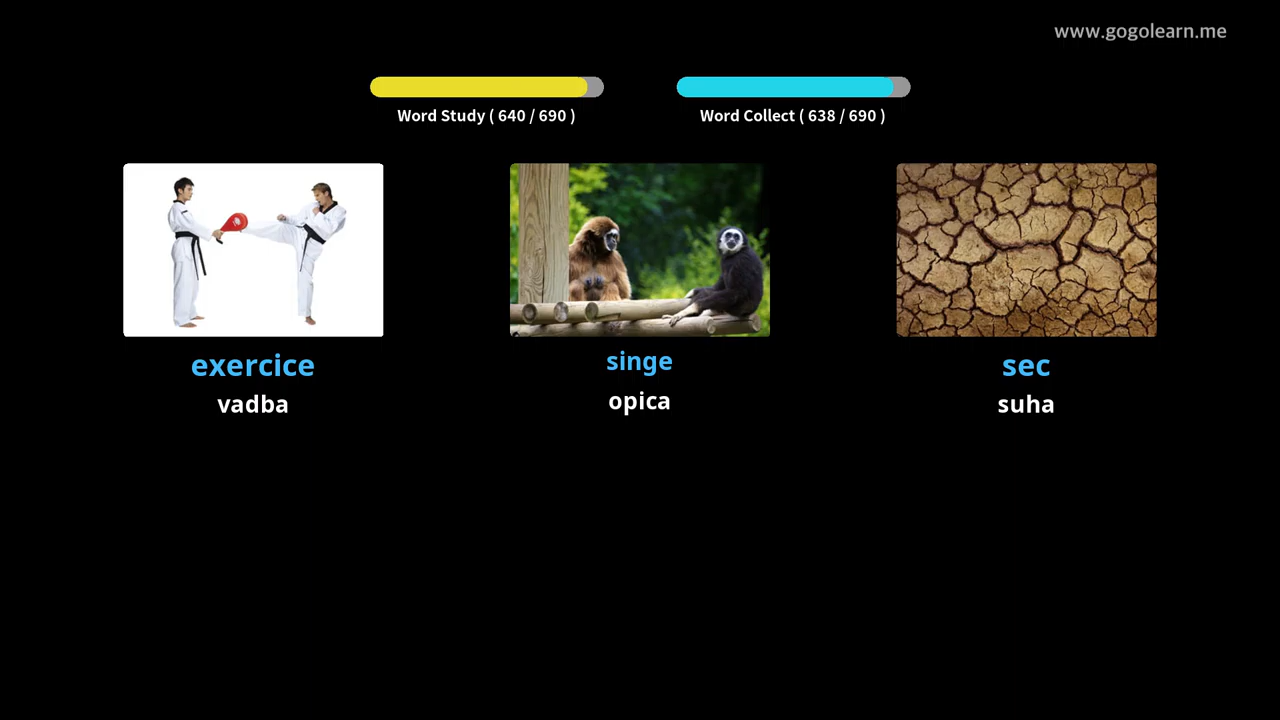 www.gogolearn.me
Word Study ( 640 / 690 )
Word Collect ( 638 / 690 )
exercice
vadba
singe
opica
sec
suha